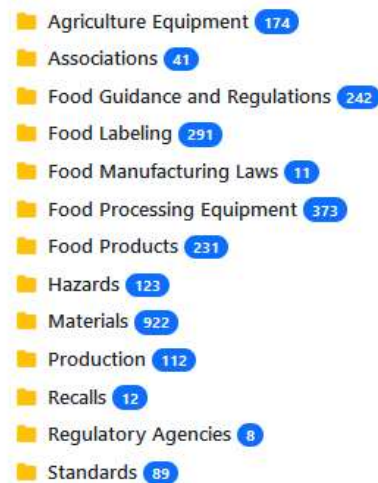 Agriculture Equipment 174
Associations 41
Food Guidance and Regulations 242
Food Labeling 291
Food Manufacturing Laws 11
Food Processing Equipment 373
Food Products 231
Hazards 123
Materials 922
Production 112
Recalls 12
Regulatory Agencies 8
Standards 89